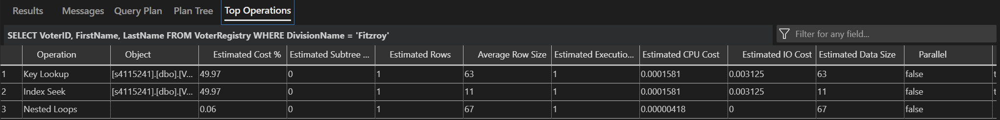 Results Messages Query Plan Plan Tree Top Operations
SELECT VoterID, FirstName, LastName FROM VoterRegistry WHERE DivisionName = 'Fitzroy' Filter for any field...
Operation Object Estimated Cost % Estimated Subtree ... Estimated Rows Average Row Size Estimated Executio... Estimated CPU Cost Estimated IO Cost Estimated Data Size Parallel
1 Key Lookup [s4115241].[dbo].[V... 49.97 0 1 63 1 0.0001581 0.003125 63 false t
2 Index Seek [s4115241].[dbo].[V... 49.97 0 1 11 1 0.0001581 0.003125 11 false t
3 Nested Loops 0.06 0 1 67 1 0.00000418 0 67 false